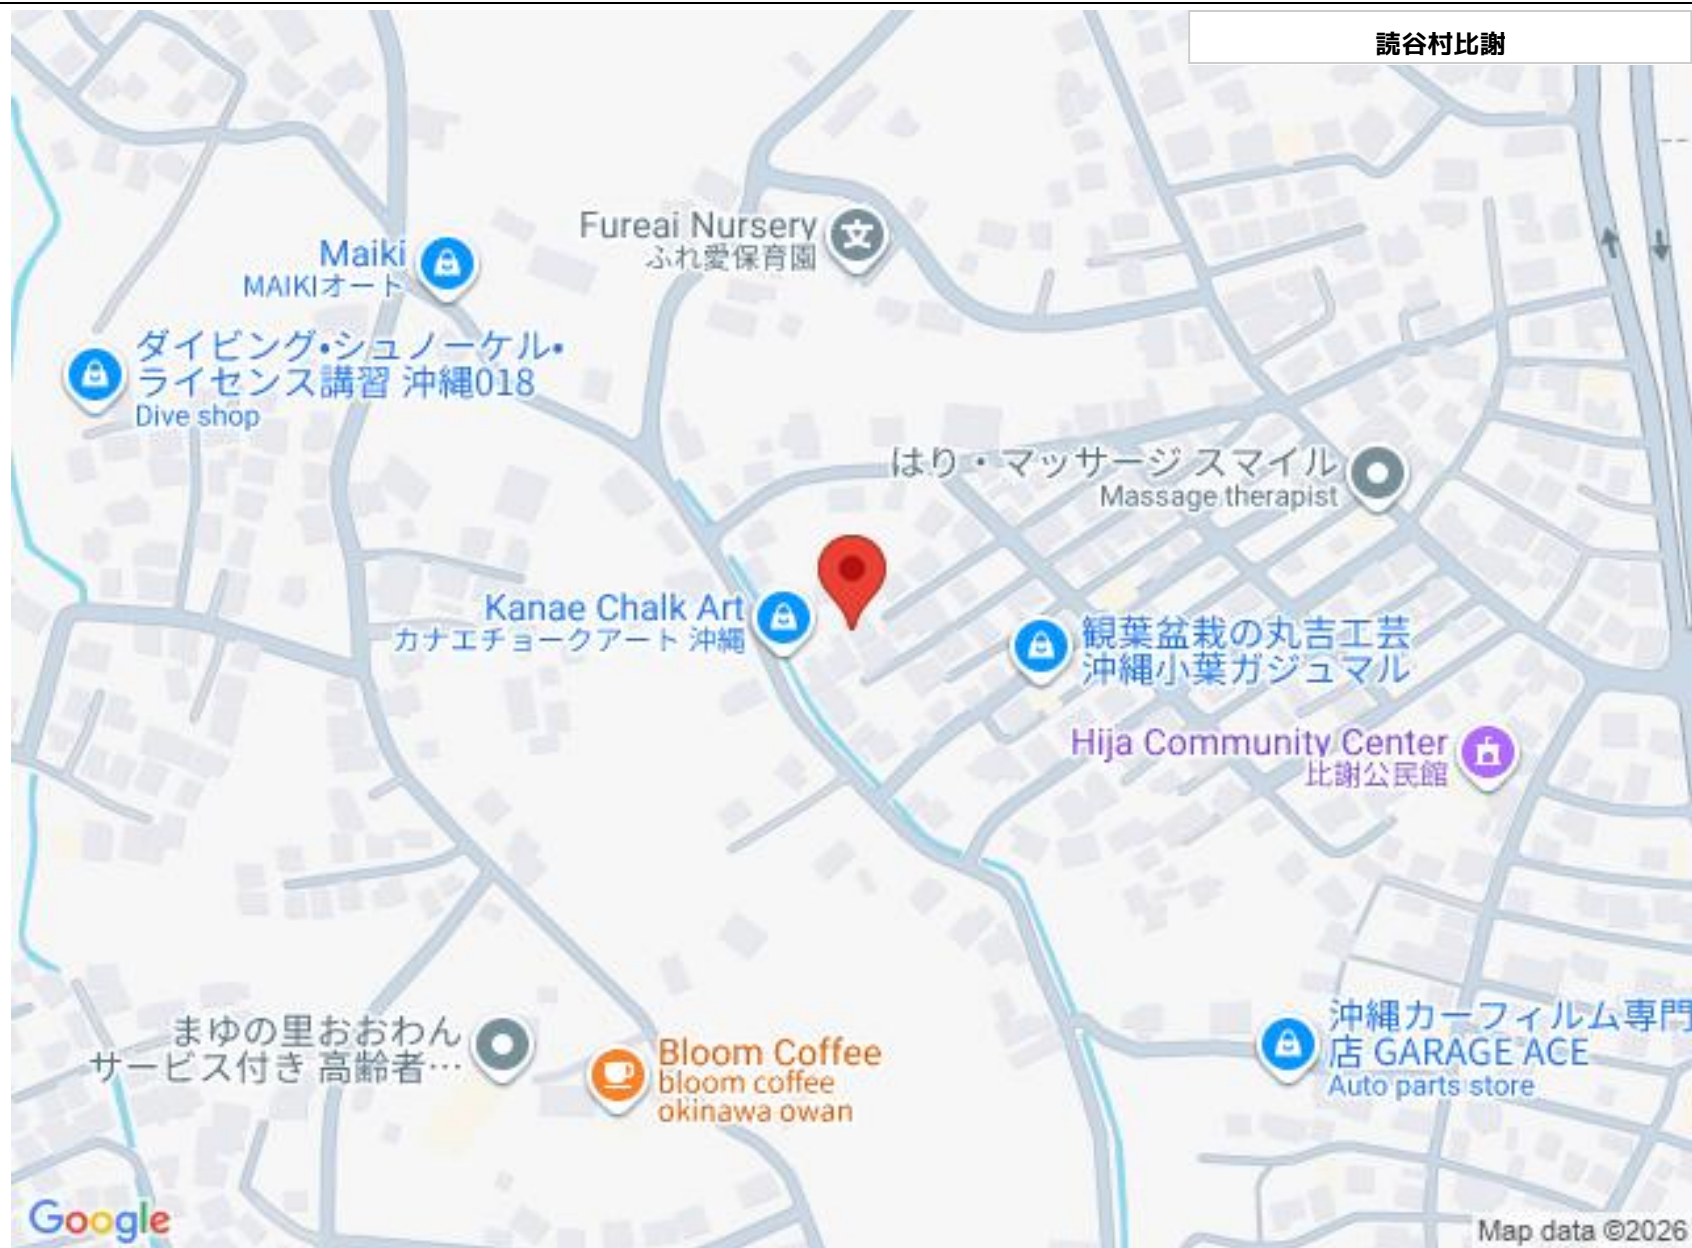 読谷村比謝
Fureai Nursery
ふれ愛保育園
Maiki
MAIKIオート
ダイビング•シュノーケル•
ライセンス講習 沖縄018
Dive shop
はり・マッサージ スマイル
Massage therapist
Kanae Chalk Art
カナエチョークアート 沖縄
観葉盆栽の丸吉工芸
沖縄小葉ガジュマル
Hija Community Center
比謝公民館
まゆの里おおわん
サービス付き 高齢者…
Bloom Coffee
bloom coffee
okinawa owan
沖縄カーフィルム専門
店 GARAGE ACE
Auto parts store
Google
Map data ©2026